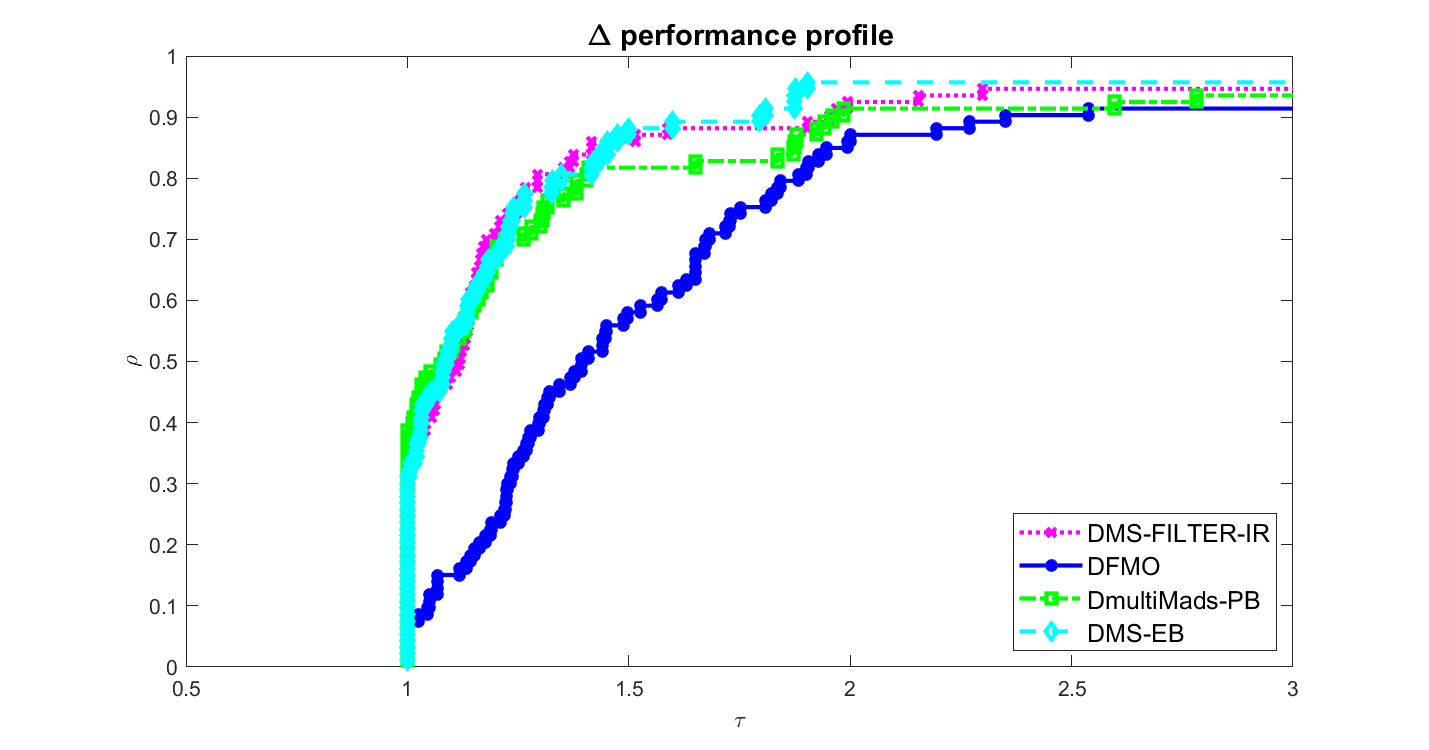 Δ performance profile
1
0.9
0.8
0.7
0.6
0.5
0.4
0.3
0.2
0.1
0
ρ
0.5 1 1.5 2 2.5 3
τ
DMS-FILTER-IR
DFMO
DmultiMads-PB
DMS-EB